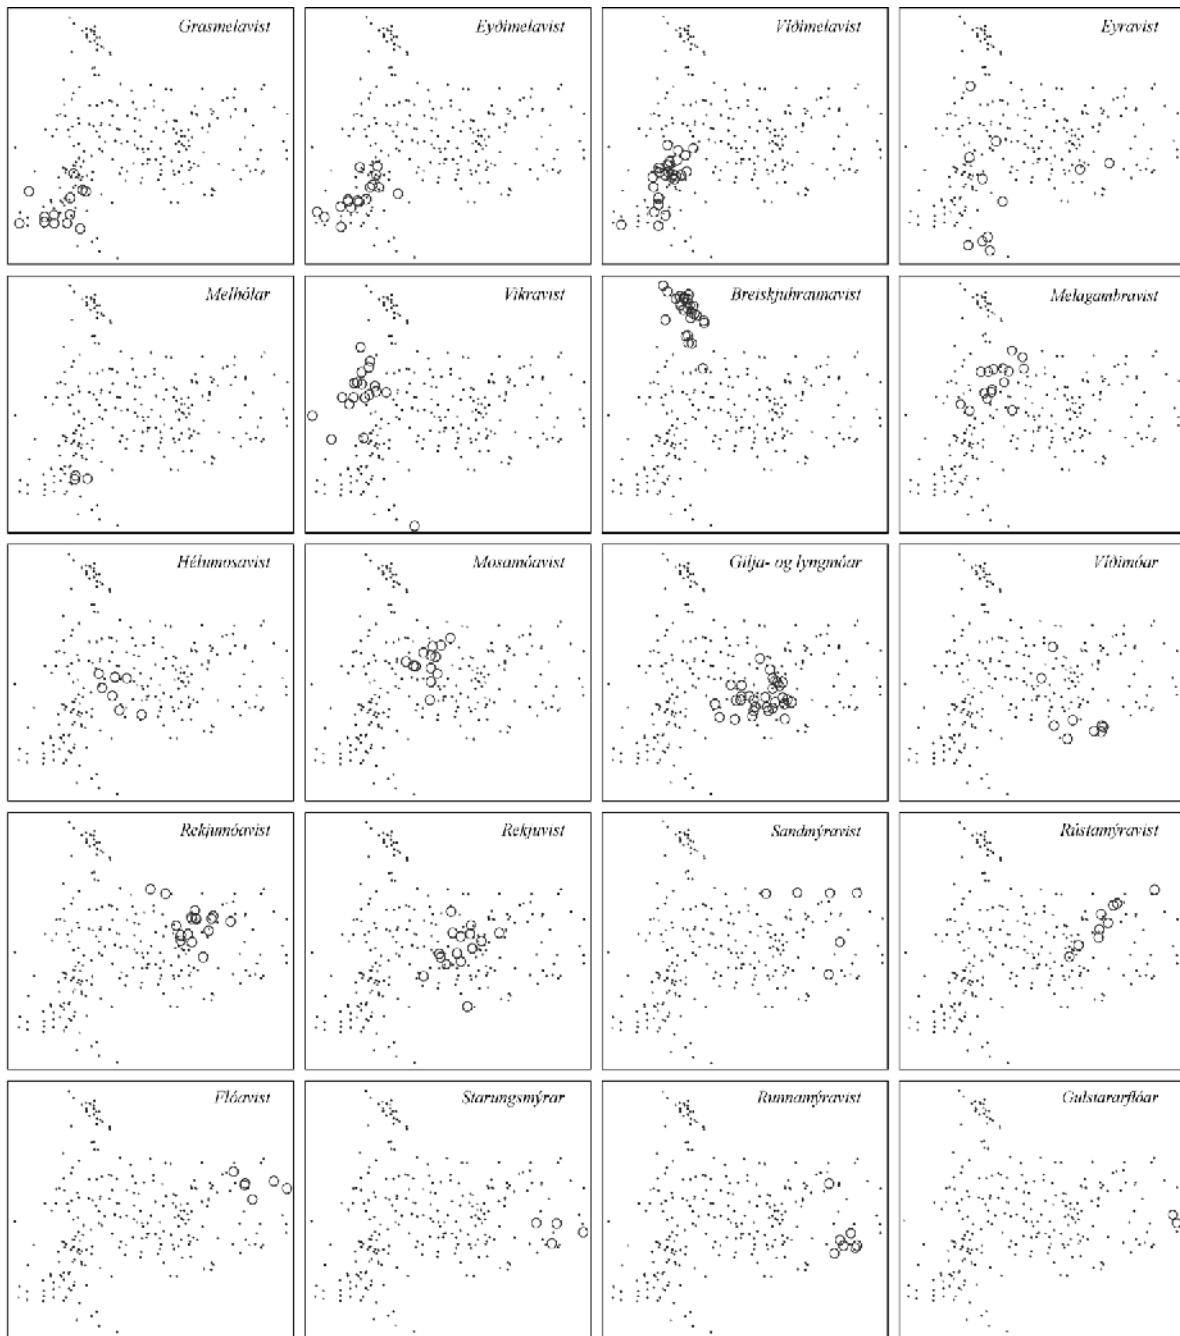 Grasmelavist
Eyðimelavist
Víðimelavist
Eyravist
Melhólar
Vikravist
Breiskjuhraunavist
Melagambravist
Hélumosavist
Mosamóavist
Gilja- og lyngmóar
Víðimóar
Rekjumóavist
Rekjuvist
Sandmýravist
Rústamýravist
Flóavist
Starungsmýrar
Runnamýravist
Gulstararflóar